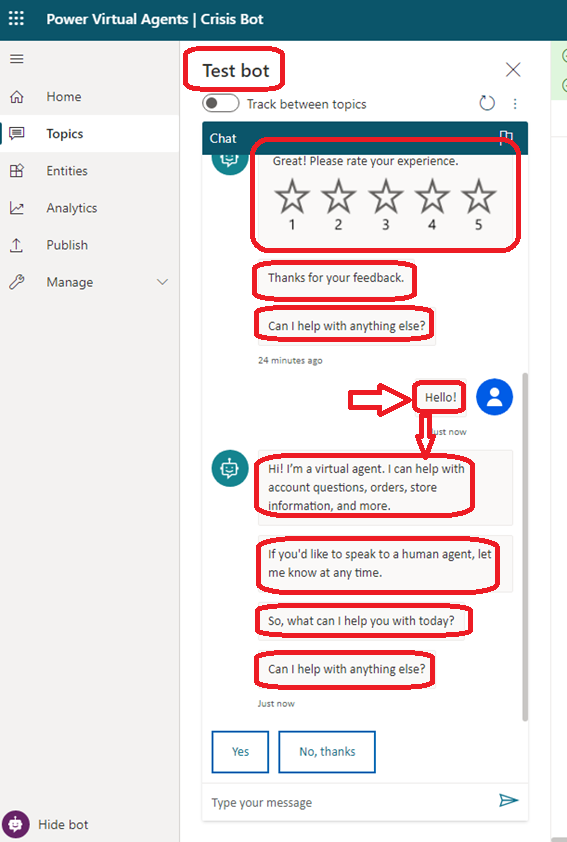 Power Virtual Agents | Crisis Bot
Home
Topics
Entities
Analytics
Publish
Manage
Hide bot
Test bot
Track between topics
Chat
Great! Please rate your experience.
1 2 3 4 5
Thanks for your feedback.
Can I help with anything else?
24 minutes ago
Hello!
Just now
Hi! I'm a virtual agent. I can help with
account questions, orders, store
information, and more.
If you'd like to speak to a human agent, let
me know at any time.
So, what can I help you with today?
Can I help with anything else?
Just now
Yes
No, thanks
Type your message